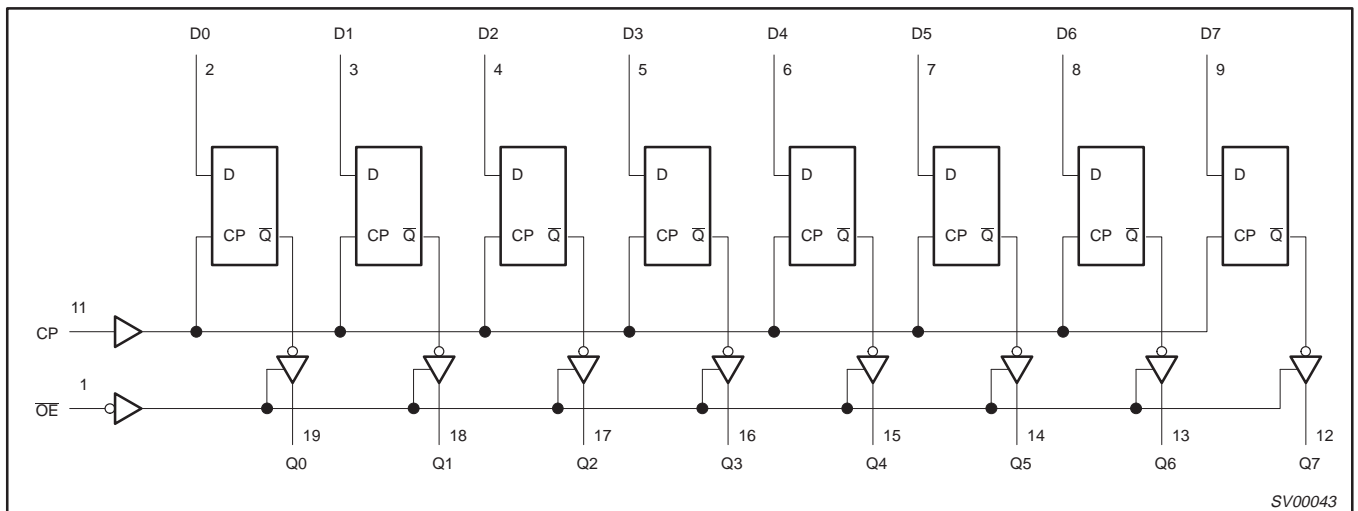 D0 D1 D2 D3 D4 D5 D6 D7
2 3 4 5 6 7 8 9
D D D D D D D D
CP Q̅ CP Q̅ CP Q̅ CP Q̅ CP Q̅ CP Q̅ CP Q̅ CP Q̅
11
CP
1
O̅E̅
19 18 17 16 15 14 13 12
Q0 Q1 Q2 Q3 Q4 Q5 Q6 Q7
SV00043